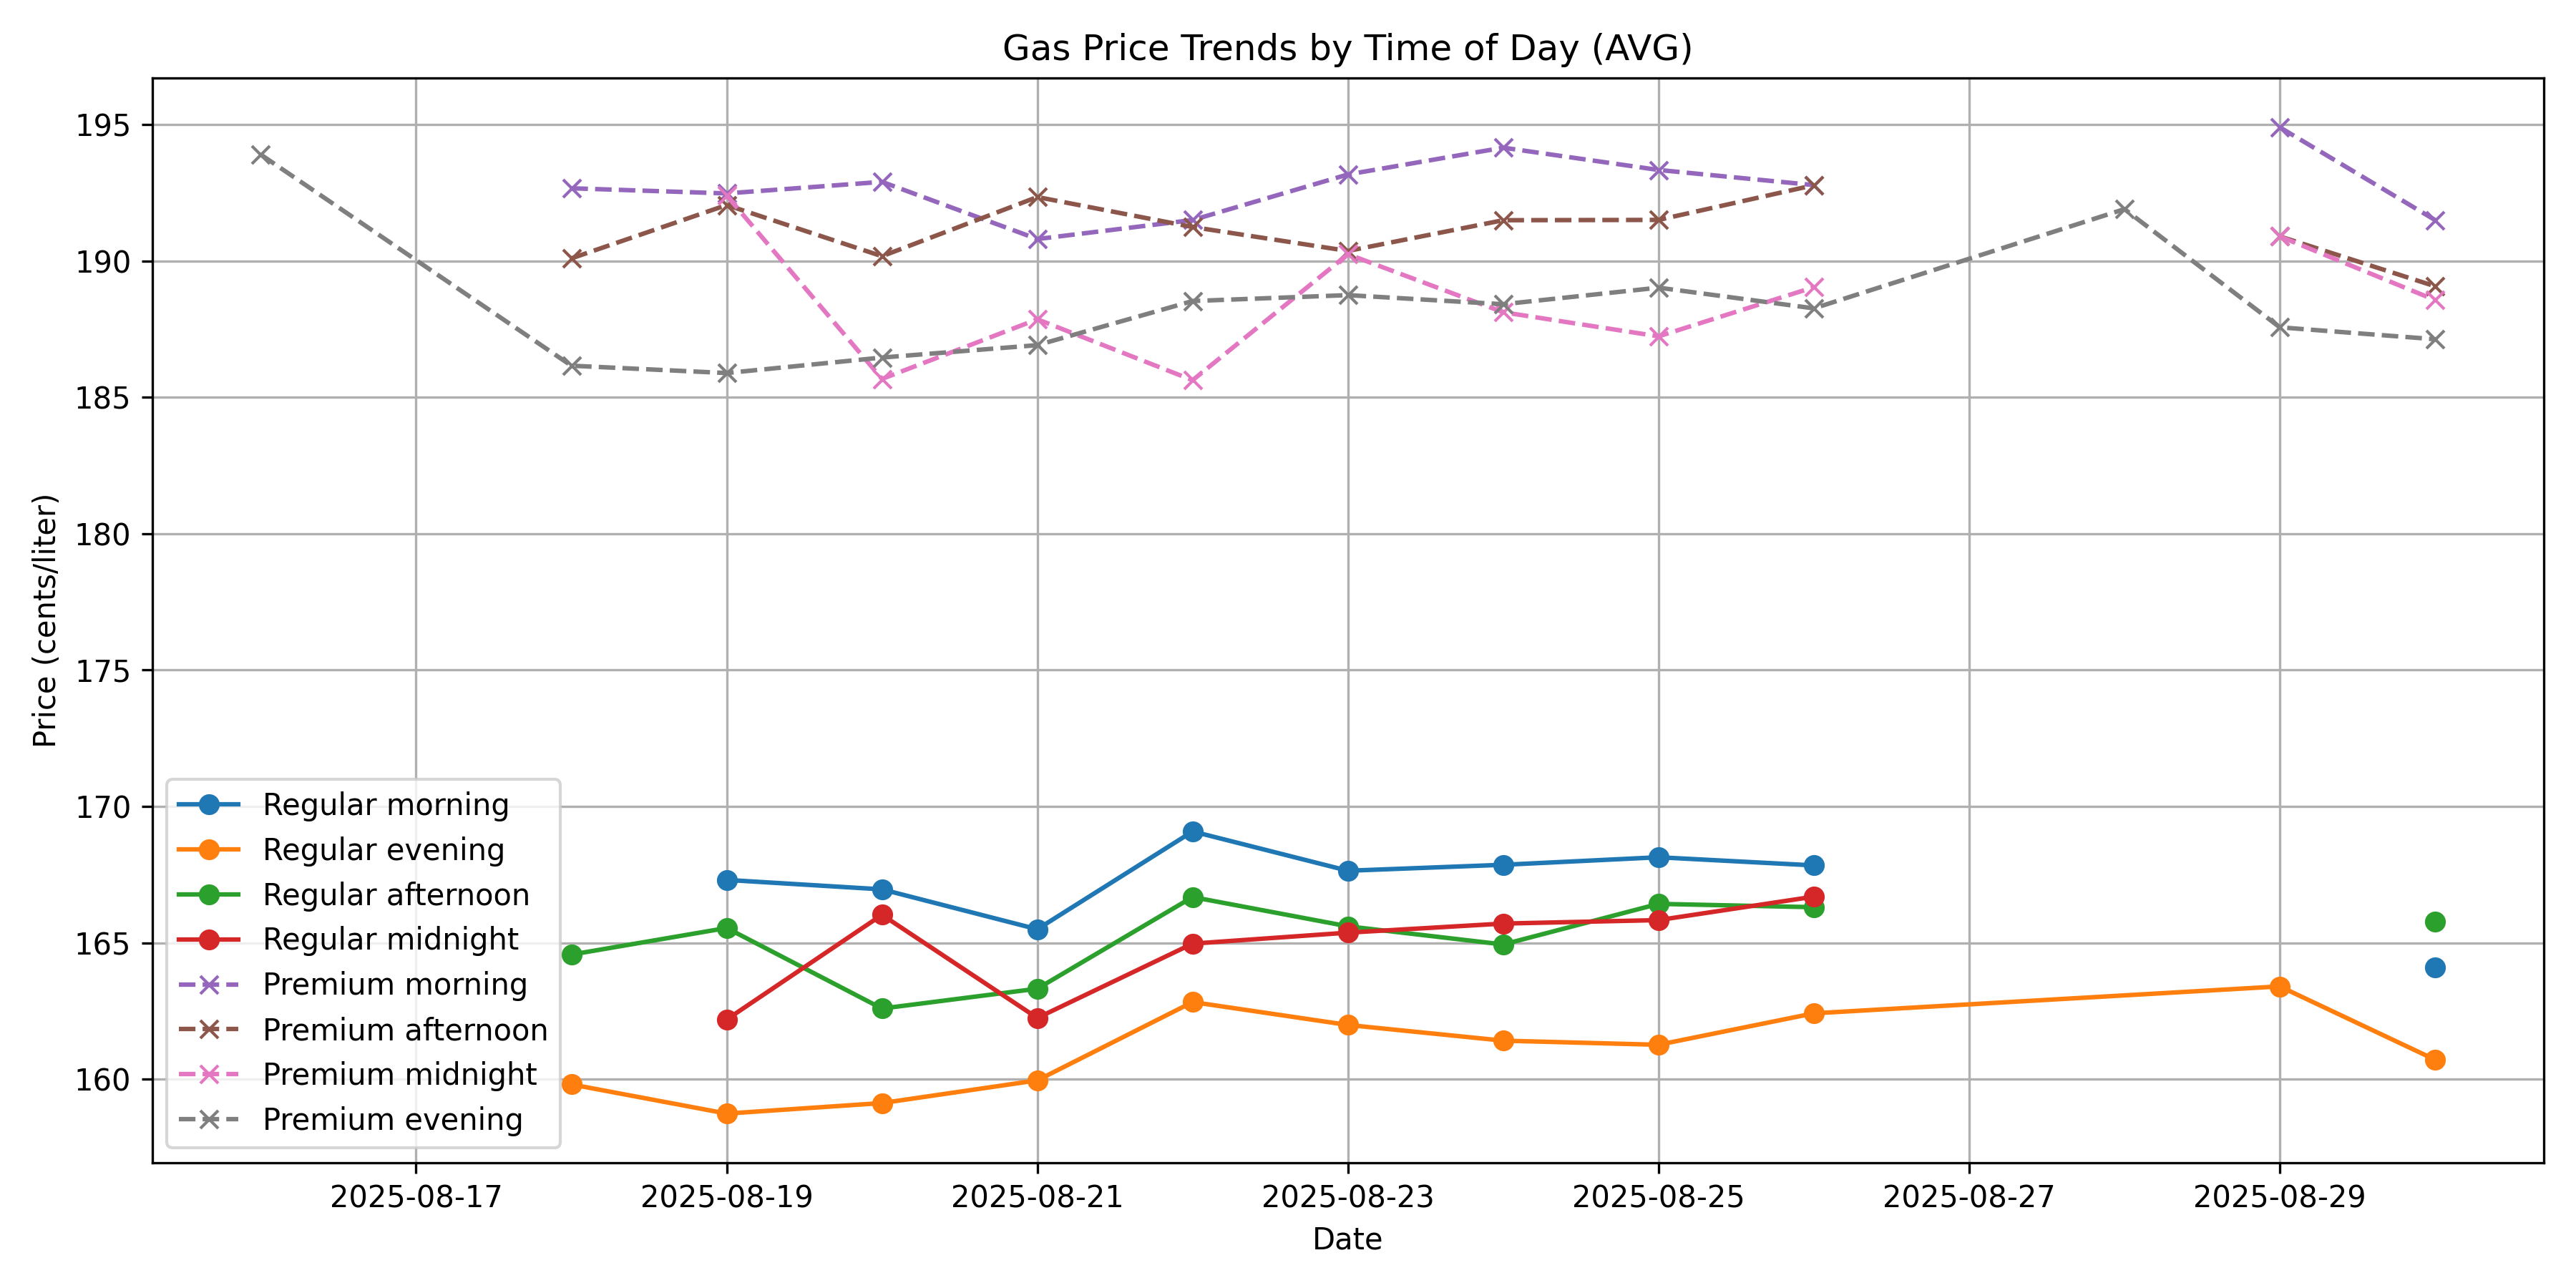 Gas Price Trends by Time of Day (AVG)
195
190
185
180
175
170
165
160
Price (cents/liter)
Regular morning
Regular evening
Regular afternoon
Regular midnight
Premium morning
Premium afternoon
Premium midnight
Premium evening
2025-08-17
2025-08-19
2025-08-21
2025-08-23
2025-08-25
2025-08-27
2025-08-29
Date